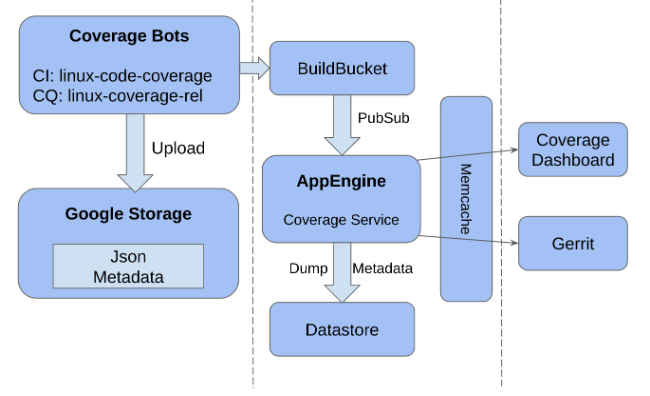 Coverage Bots
CI: linux-code-coverage
CQ: linux-coverage-rel
Upload
Google Storage
Json
Metadata
BuildBucket
PubSub
AppEngine
Coverage Service
Dump
Metadata
Datastore
Memcache
Coverage
Dashboard
Gerrit